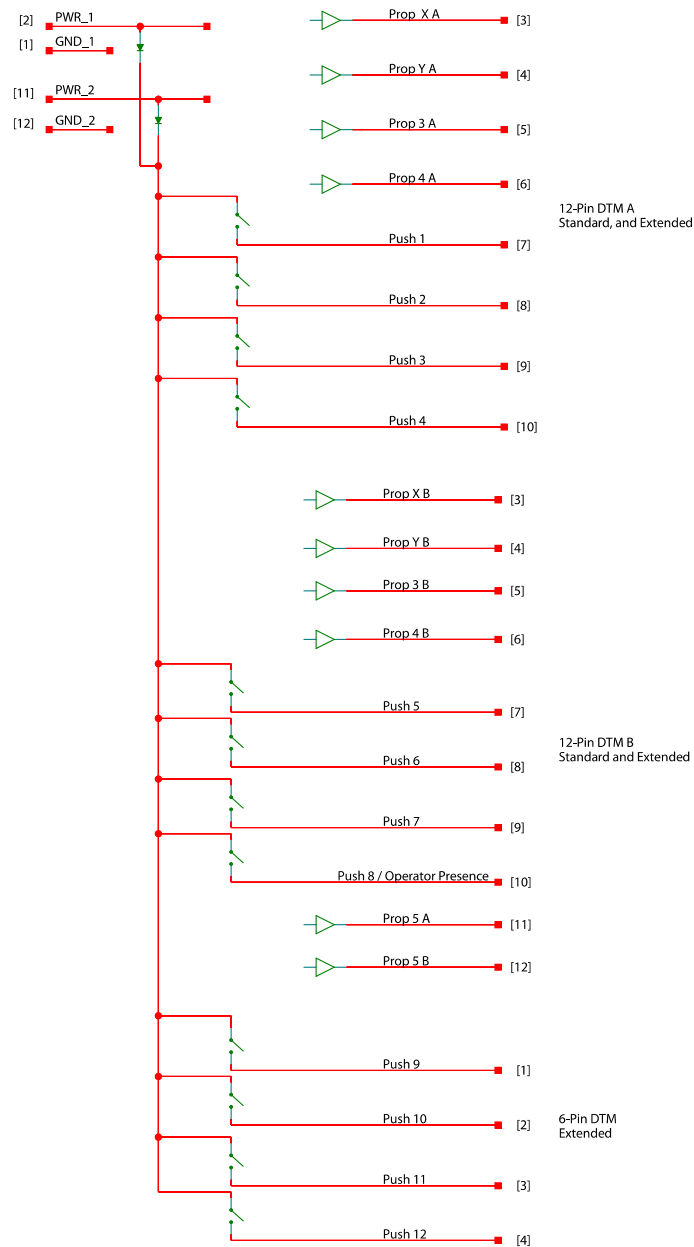 [2] PWR_1
[1] GND_1
[11] PWR_2
[12] GND_2
Prop X A [3]
Prop Y A [4]
Prop 3 A [5]
Prop 4 A [6]
12-Pin DTM A
Standard, and Extended
Push 1 [7]
Push 2 [8]
Push 3 [9]
Push 4 [10]
Prop X B [3]
Prop Y B [4]
Prop 3 B [5]
Prop 4 B [6]
Push 5 [7]
12-Pin DTM B
Standard and Extended
Push 6 [8]
Push 7 [9]
Push 8 / Operator Presence [10]
Prop 5 A [11]
Prop 5 B [12]
Push 9 [1]
Push 10 [2]
6-Pin DTM
Extended
Push 11 [3]
Push 12 [4]